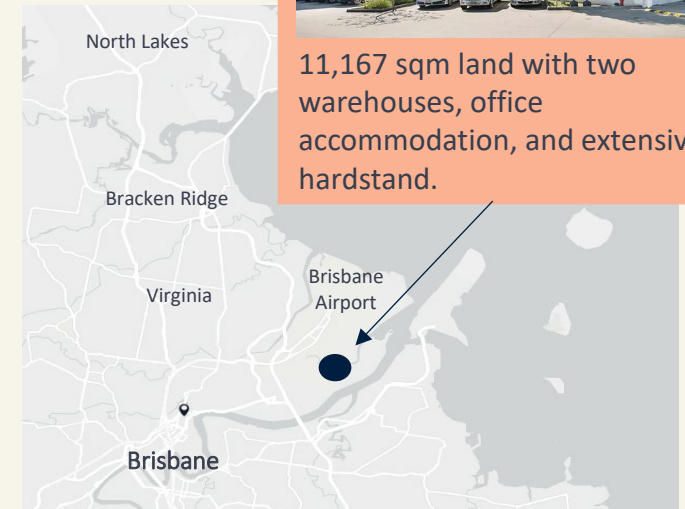 North Lakes
11,167 sqm land with two
warehouses, office
accommodation, and
hardstand.
Bracken Ridge
Brisbane
Airport
Virginia
Brisbane